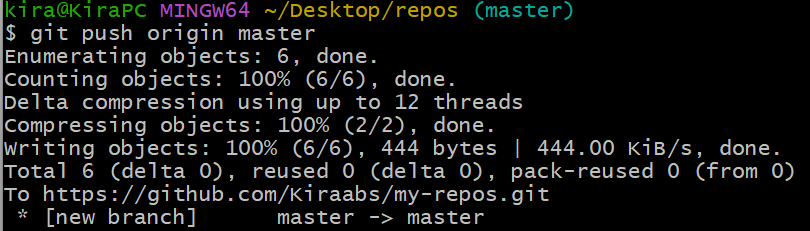 kira@KiraPC MINGW64 ~/Desktop/repos (master)
$ git push origin master
Enumerating objects: 6, done.
Counting objects: 100% (6/6), done.
Delta compression using up to 12 threads
Compressing objects: 100% (2/2), done.
Writing objects: 100% (6/6), 444 bytes | 444.00 KiB/s, done.
Total 6 (delta 0), reused 0 (delta 0), pack-reused 0 (from 0)
To https://github.com/Kiraabs/my-repos.git
 * [new branch]      master -> master